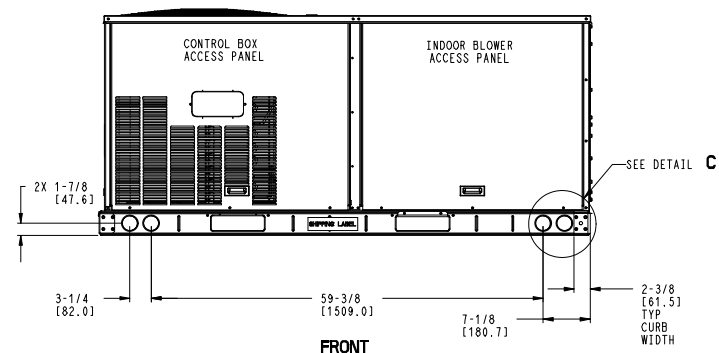 CONTROL BOX
ACCESS PANEL
INDOOR BLOWER
ACCESS PANEL
SEE DETAIL C
2X 1-7/8
[47.6]
SHIPPING LABEL
3-1/4
[82.0]
59-3/8
[1509.0]
7-1/8
[180.7]
2-3/8
[61.5]
TYP
CURB
WIDTH
FRONT